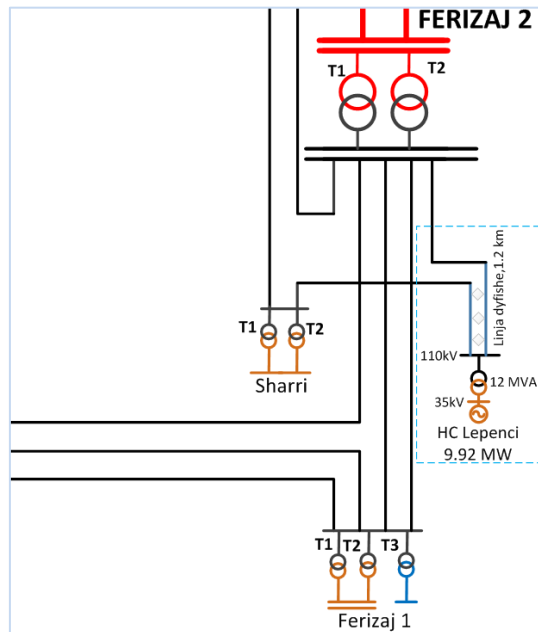 FERIZAJ 2
T1
T2
Linja dyfishe,1.2 km
T1
T2
Sharri
110kV
12 MVA
35kV
HC Lepenci
9.92 MW
T1
T2
T3
Ferizaj 1